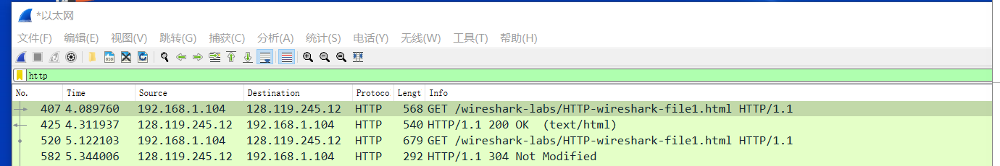 *以太网
文件(F) 编辑(E) 视图(V) 跳转(G) 捕获(C) 分析(A) 统计(S) 电话(Y) 无线(W) 工具(T) 帮助(H)
http
No. Time Source Destination Protoco Lengt Info
407 4.089760 192.168.1.104 128.119.245.12 HTTP 568 GET /wireshark-labs/HTTP-wireshark-file1.html HTTP/1.1
425 4.311937 128.119.245.12 192.168.1.104 HTTP 540 HTTP/1.1 200 OK (text/html)
520 5.122103 192.168.1.104 128.119.245.12 HTTP 679 GET /wireshark-labs/HTTP-wireshark-file1.html HTTP/1.1
582 5.344006 128.119.245.12 192.168.1.104 HTTP 292 HTTP/1.1 304 Not Modified